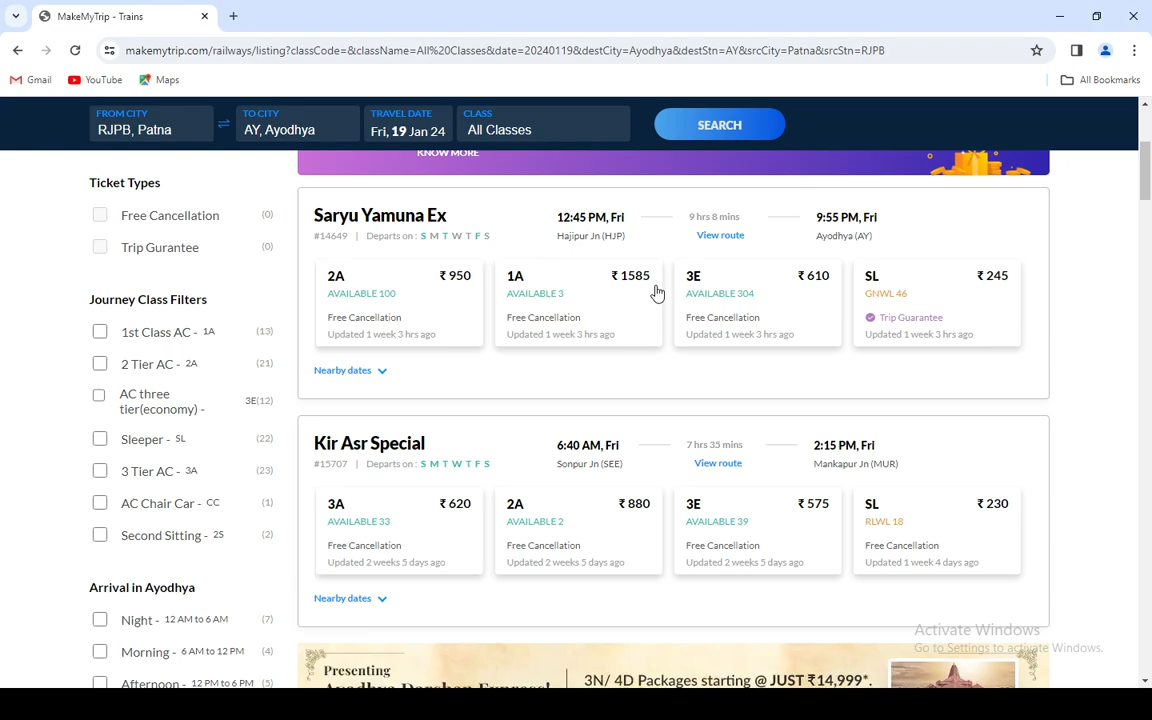 MakeMyTrip - Trains
makemytrip.com/railways/listing?classCode=&className=All%20Classes&date=20240119&destCity=Ayodhya&destStn=AY&srcCity=Patna&srcStn=RJPB
Gmail YouTube Maps All Bookmarks
FROM CITY TO CITY TRAVEL DATE CLASS
RJPB, Patna AY, Ayodhya Fri, 19 Jan 24 All Classes SEARCH
KNOW MORE
Ticket Types
Free Cancellation (0)
Trip Gurantee (0)
Journey Class Filters
1st Class AC - 1A (13)
2 Tier AC - 2A (21)
AC three
tier(economy) - 3E(12)
Sleeper - SL (22)
3 Tier AC - 3A (23)
AC Chair Car - CC (1)
Second Sitting - 2S (2)
Arrival in Ayodhya
Night - 12 AM to 6 AM (7)
Morning - 6 AM to 12 PM (4)
Afternoon - 12 PM to 6 PM (5)
Saryu Yamuna Ex 12:45 PM, Fri 9 hrs 8 mins 9:55 PM, Fri
#14649 | Departs on : S M T W T F S Hajipur Jn (HJP) View route Ayodhya (AY)
2A ₹ 950 1A ₹ 1585 3E ₹ 610 SL ₹ 245
AVAILABLE 100 AVAILABLE 3 AVAILABLE 304 GNWL 46
Free Cancellation Free Cancellation Free Cancellation Trip Guarantee
Updated 1 week 3 hrs ago Updated 1 week 3 hrs ago Updated 1 week 3 hrs ago Updated 1 week 3 hrs ago
Nearby dates
Kir Asr Special 6:40 AM, Fri 7 hrs 35 mins 2:15 PM, Fri
#15707 | Departs on : S M T W T F S Sonpur Jn (SEE) View route Mankapur Jn (MUR)
3A ₹ 620 2A ₹ 880 3E ₹ 575 SL ₹ 230
AVAILABLE 33 AVAILABLE 2 AVAILABLE 39 RLWL 18
Free Cancellation Free Cancellation Free Cancellation Free Cancellation
Updated 2 weeks 5 days ago Updated 2 weeks 5 days ago Updated 2 weeks 5 days ago Updated 1 week 4 days ago
Nearby dates
Activate Windows
Go to Settings to activate Windows.
Presenting
Ayodhya Darshan Express! 3N/ 4D Packages starting @ JUST ₹14,999*.